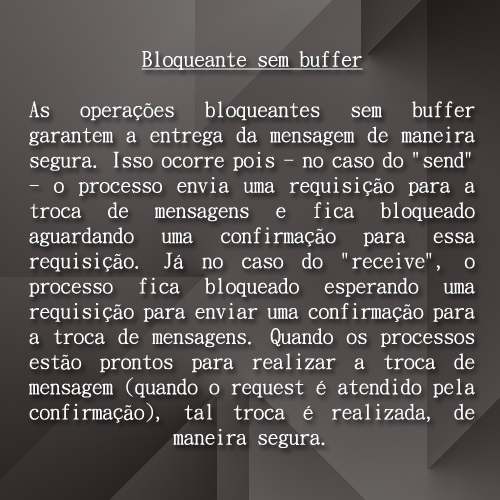 Bloqueante sem buffer
As operações bloqueantes sem buffer
garantem a entrega da mensagem de maneira
segura. Isso ocorre pois – no caso do "send"
– o processo envia uma requisição para a
troca de mensagens e fica bloqueado
aguardando uma confirmação para essa
requisição. Já no caso do "receive", o
processo fica bloqueado esperando uma
requisição para enviar uma confirmação para
a troca de mensagens. Quando os processos
estão prontos para realizar a troca de
mensagem (quando o request é atendido pela
confirmação), tal troca é realizada, de
maneira segura.